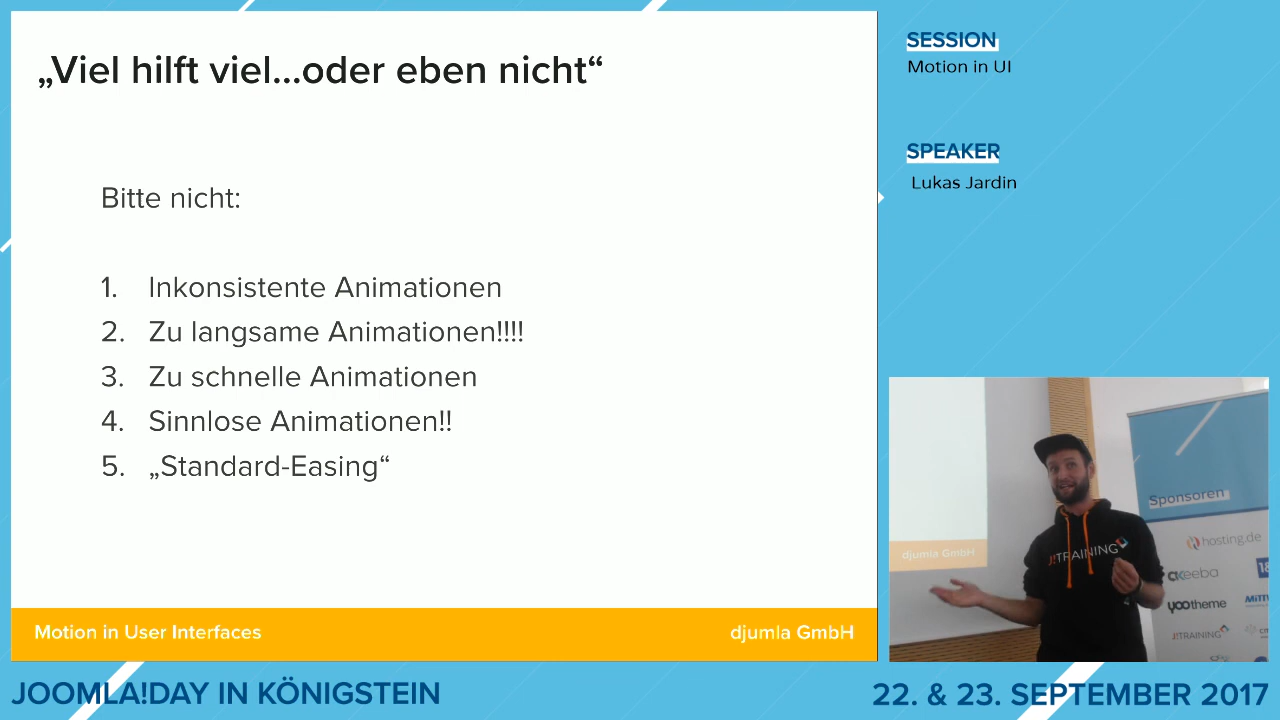 „Viel hilft viel...oder eben nicht“
Bitte nicht:
1. Inkonsistente Animationen
2. Zu langsame Animationen!!!!
3. Zu schnelle Animationen
4. Sinnlose Animationen!!
5. „Standard-Easing“
Motion in User Interfaces
djumla GmbH
SESSION
Motion in UI
SPEAKER
Lukas Jardin
Sponsoren
hosting.de
akeeba
yootheme
J!TRAINING
djumla GmbH
J!TRAINING
JOOMLA!DAY IN KÖNIGSTEIN
22. & 23. SEPTEMBER 2017